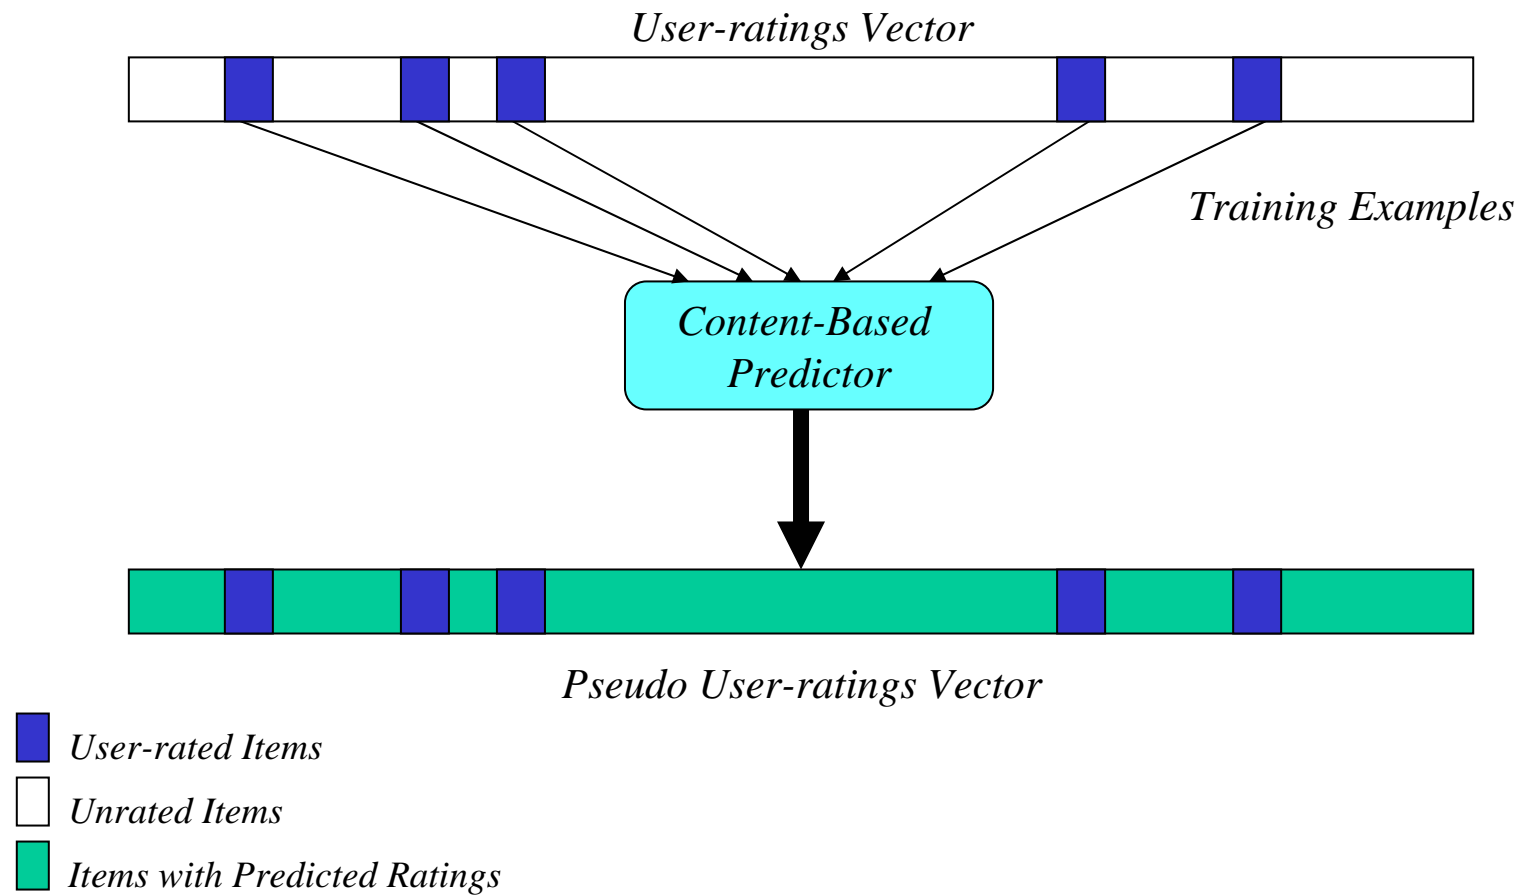 User-ratings Vector
Training Examples
Content-Based
Predictor
Pseudo User-ratings Vector
User-rated Items
Unrated Items
Items with Predicted Ratings